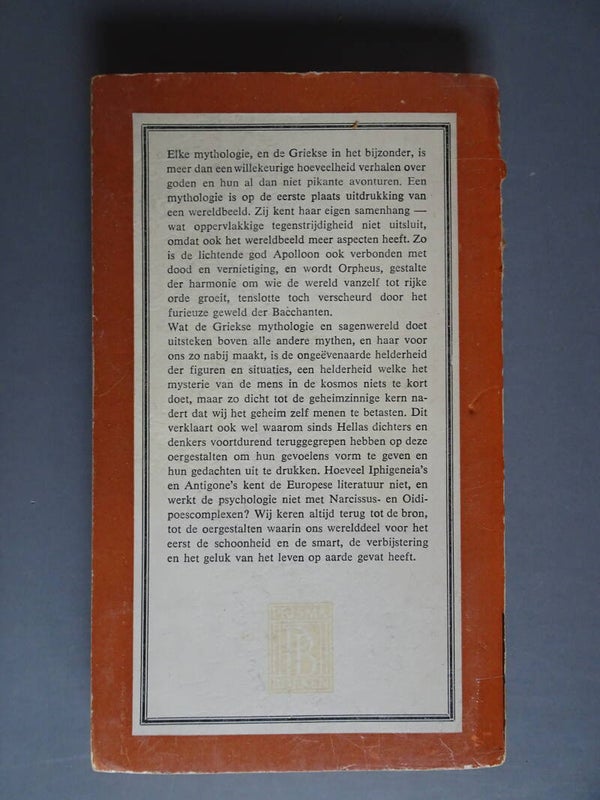 Elke mythologie, en de Griekse in het bijzonder, is
meer dan een willekeurige hoeveelheid verhalen over
goden en hun al dan niet pikante avonturen. Een
mythologie is op de eerste plaats uitdrukking van
een wereldbeeld. Zij kent haar eigen samenhang —
wat oppervlakkige tegenstrijdigheid niet uitsluit,
omdat ook het wereldbeeld meer aspecten heeft. Zo
is de lichtende god Apolloon ook verbonden met
dood en vernietiging, en wordt Orpheus, gestalte
der harmonie om wie de wereld vanzelf tot rijke
orde groeit, tenslotte toch verscheurd door het
furieuze geweld der Bacchanten.
Wat de Griekse mythologie en sagenwereld doet
uitsteken boven alle andere mythen, en haar voor
ons zo nabij maakt, is de ongeëvenaarde helderheid
der figuren en situaties, een helderheid welke het
mysterie van de mens in de kosmos niets te kort
doet, maar zo dicht tot de geheimzinnige kern na-
dert dat wij het geheim zelf menen te betasten. Dit
verklaart ook wel waarom sinds Hellas dichters en
denkers voortdurend teruggegrepen hebben op deze
oergestalten om hun gevoelens vorm te geven en
hun gedachten uit te drukken. Hoeveel Iphigeneia's
en Antigone's kent de Europese literatuur niet, en
werkt de psychologie niet met Narcissus- en Oidi-
poescomplexen? Wij keren altijd terug tot de bron,
tot de oergestalten waarin ons werelddeel voor het
eerst de schoonheid en de smart, de verbijstering
en het geluk van het leven op aarde gevat heeft.
PRISMA